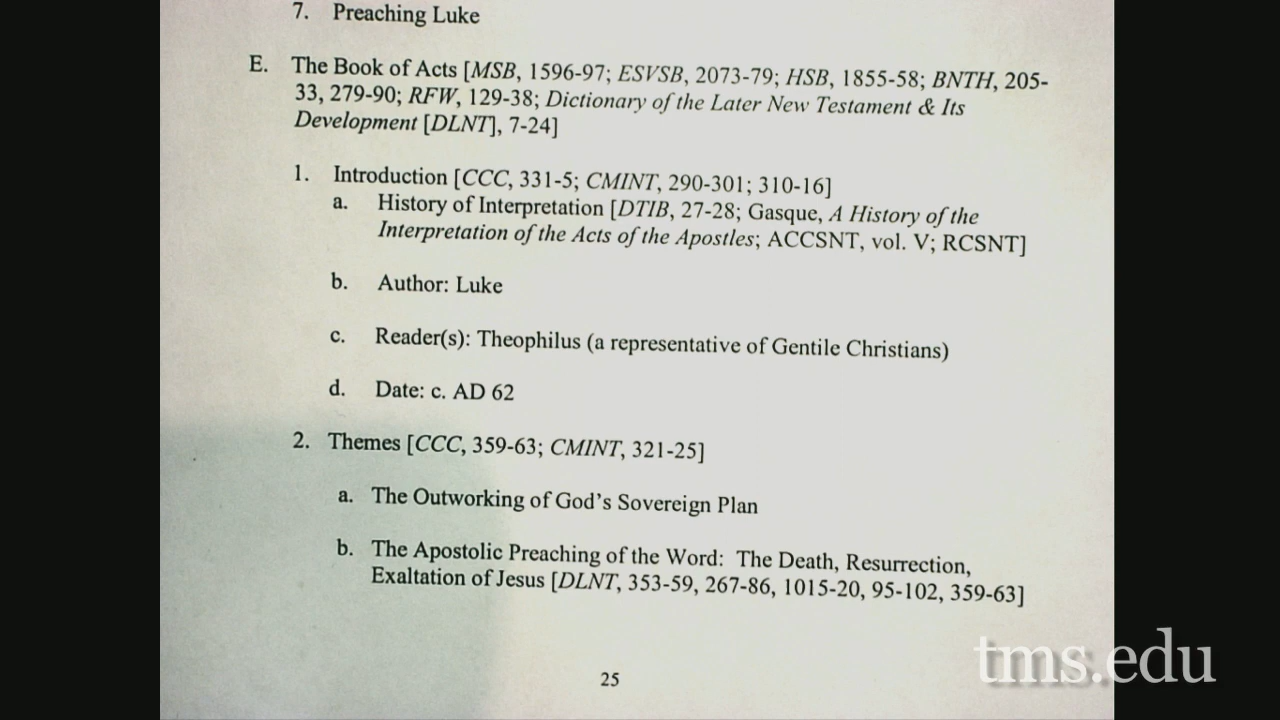 7. Preaching Luke
E. The Book of Acts [MSB, 1596-97; ESVSB, 2073-79; HSB, 1855-58; BNTH, 205-
33, 279-90; RFW, 129-38; Dictionary of the Later New Testament & Its
Development [DLNT], 7-24]
1. Introduction [CCC, 331-5; CMINT, 290-301; 310-16]
a. History of Interpretation [DTIB, 27-28; Gasque, A History of the
Interpretation of the Acts of the Apostles; ACCSNT, vol. V; RCSNT]
b. Author: Luke
c. Reader(s): Theophilus (a representative of Gentile Christians)
d. Date: c. AD 62
2. Themes [CCC, 359-63; CMINT, 321-25]
a. The Outworking of God's Sovereign Plan
b. The Apostolic Preaching of the Word: The Death, Resurrection,
Exaltation of Jesus [DLNT, 353-59, 267-86, 1015-20, 95-102, 359-63]
25
tms.edu